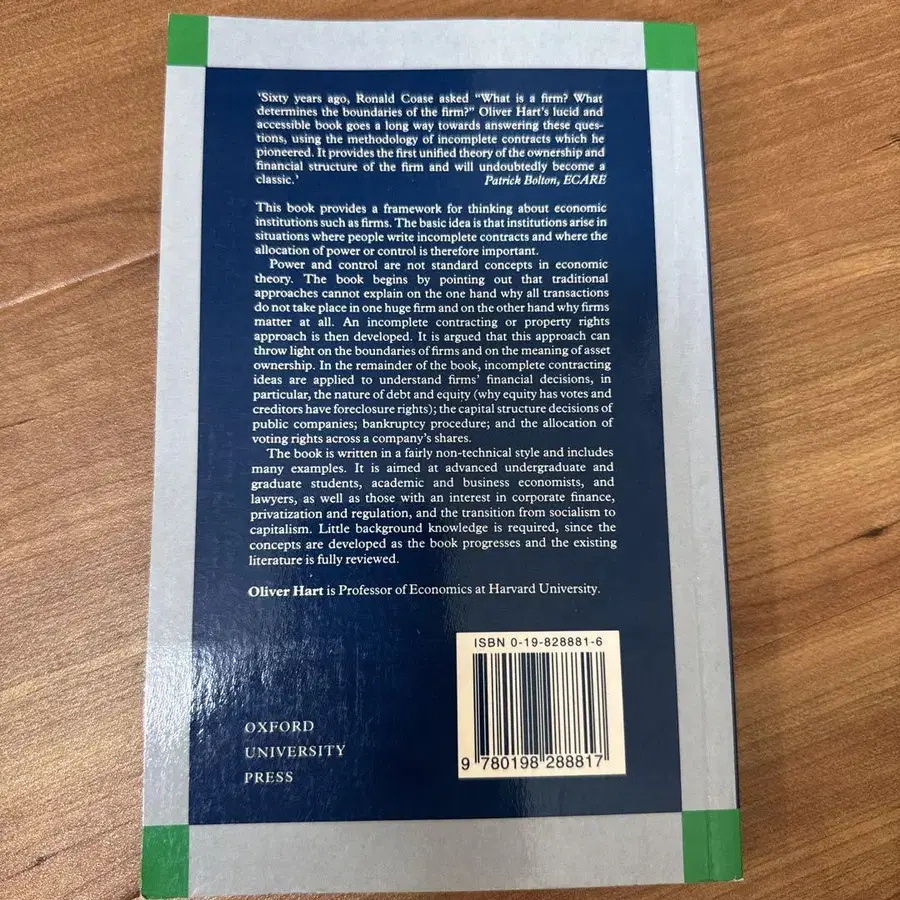 'Sixty years ago, Ronald Coase asked "What is a firm? What
determines the boundaries of the firm?" Oliver Hart's lucid and
accessible book goes a long way towards answering these ques-
tions, using the methodology of incomplete contracts which he
pioneered. It provides the first unified theory of the ownership and
financial structure of the firm and will undoubtedly become a
classic.' Patrick Bolton, ECARE
This book provides a framework for thinking about economic
institutions such as firms. The basic idea is that institutions arise in
situations where people write incomplete contracts and where the
allocation of power or control is therefore important.
Power and control are not standard concepts in economic
theory. The book begins by pointing out that traditional
approaches cannot explain on the one hand why all transactions
do not take place in one huge firm and on the other hand why firms
matter at all. An incomplete contracting or property rights
approach is then developed. It is argued that this approach can
throw light on the boundaries of firms and on the meaning of asset
ownership. In the remainder of the book, incomplete contracting
ideas are applied to understand firms' financial decisions, in
particular, the nature of debt and equity (why equity has votes and
creditors have foreclosure rights); the capital structure decisions of
public companies; bankruptcy procedure; and the allocation of
voting rights across a company's shares.
The book is written in a fairly non-technical style and includes
many examples. It is aimed at advanced undergraduate and
graduate students, academic and business economists, and
lawyers, as well as those with an interest in corporate finance,
privatization and regulation, and the transition from socialism to
capitalism. Little background knowledge is required, since the
concepts are developed as the book progresses and the existing
literature is fully reviewed.
Oliver Hart is Professor of Economics at Harvard University.
ISBN 0-19-828881-6
9 780198 288817
OXFORD
UNIVERSITY
PRESS